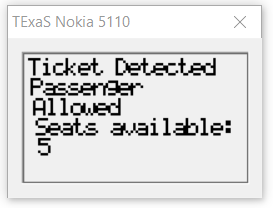 TExaS Nokia 5110
Ticket Detected
Passenger
Allowed
Seats available:
5